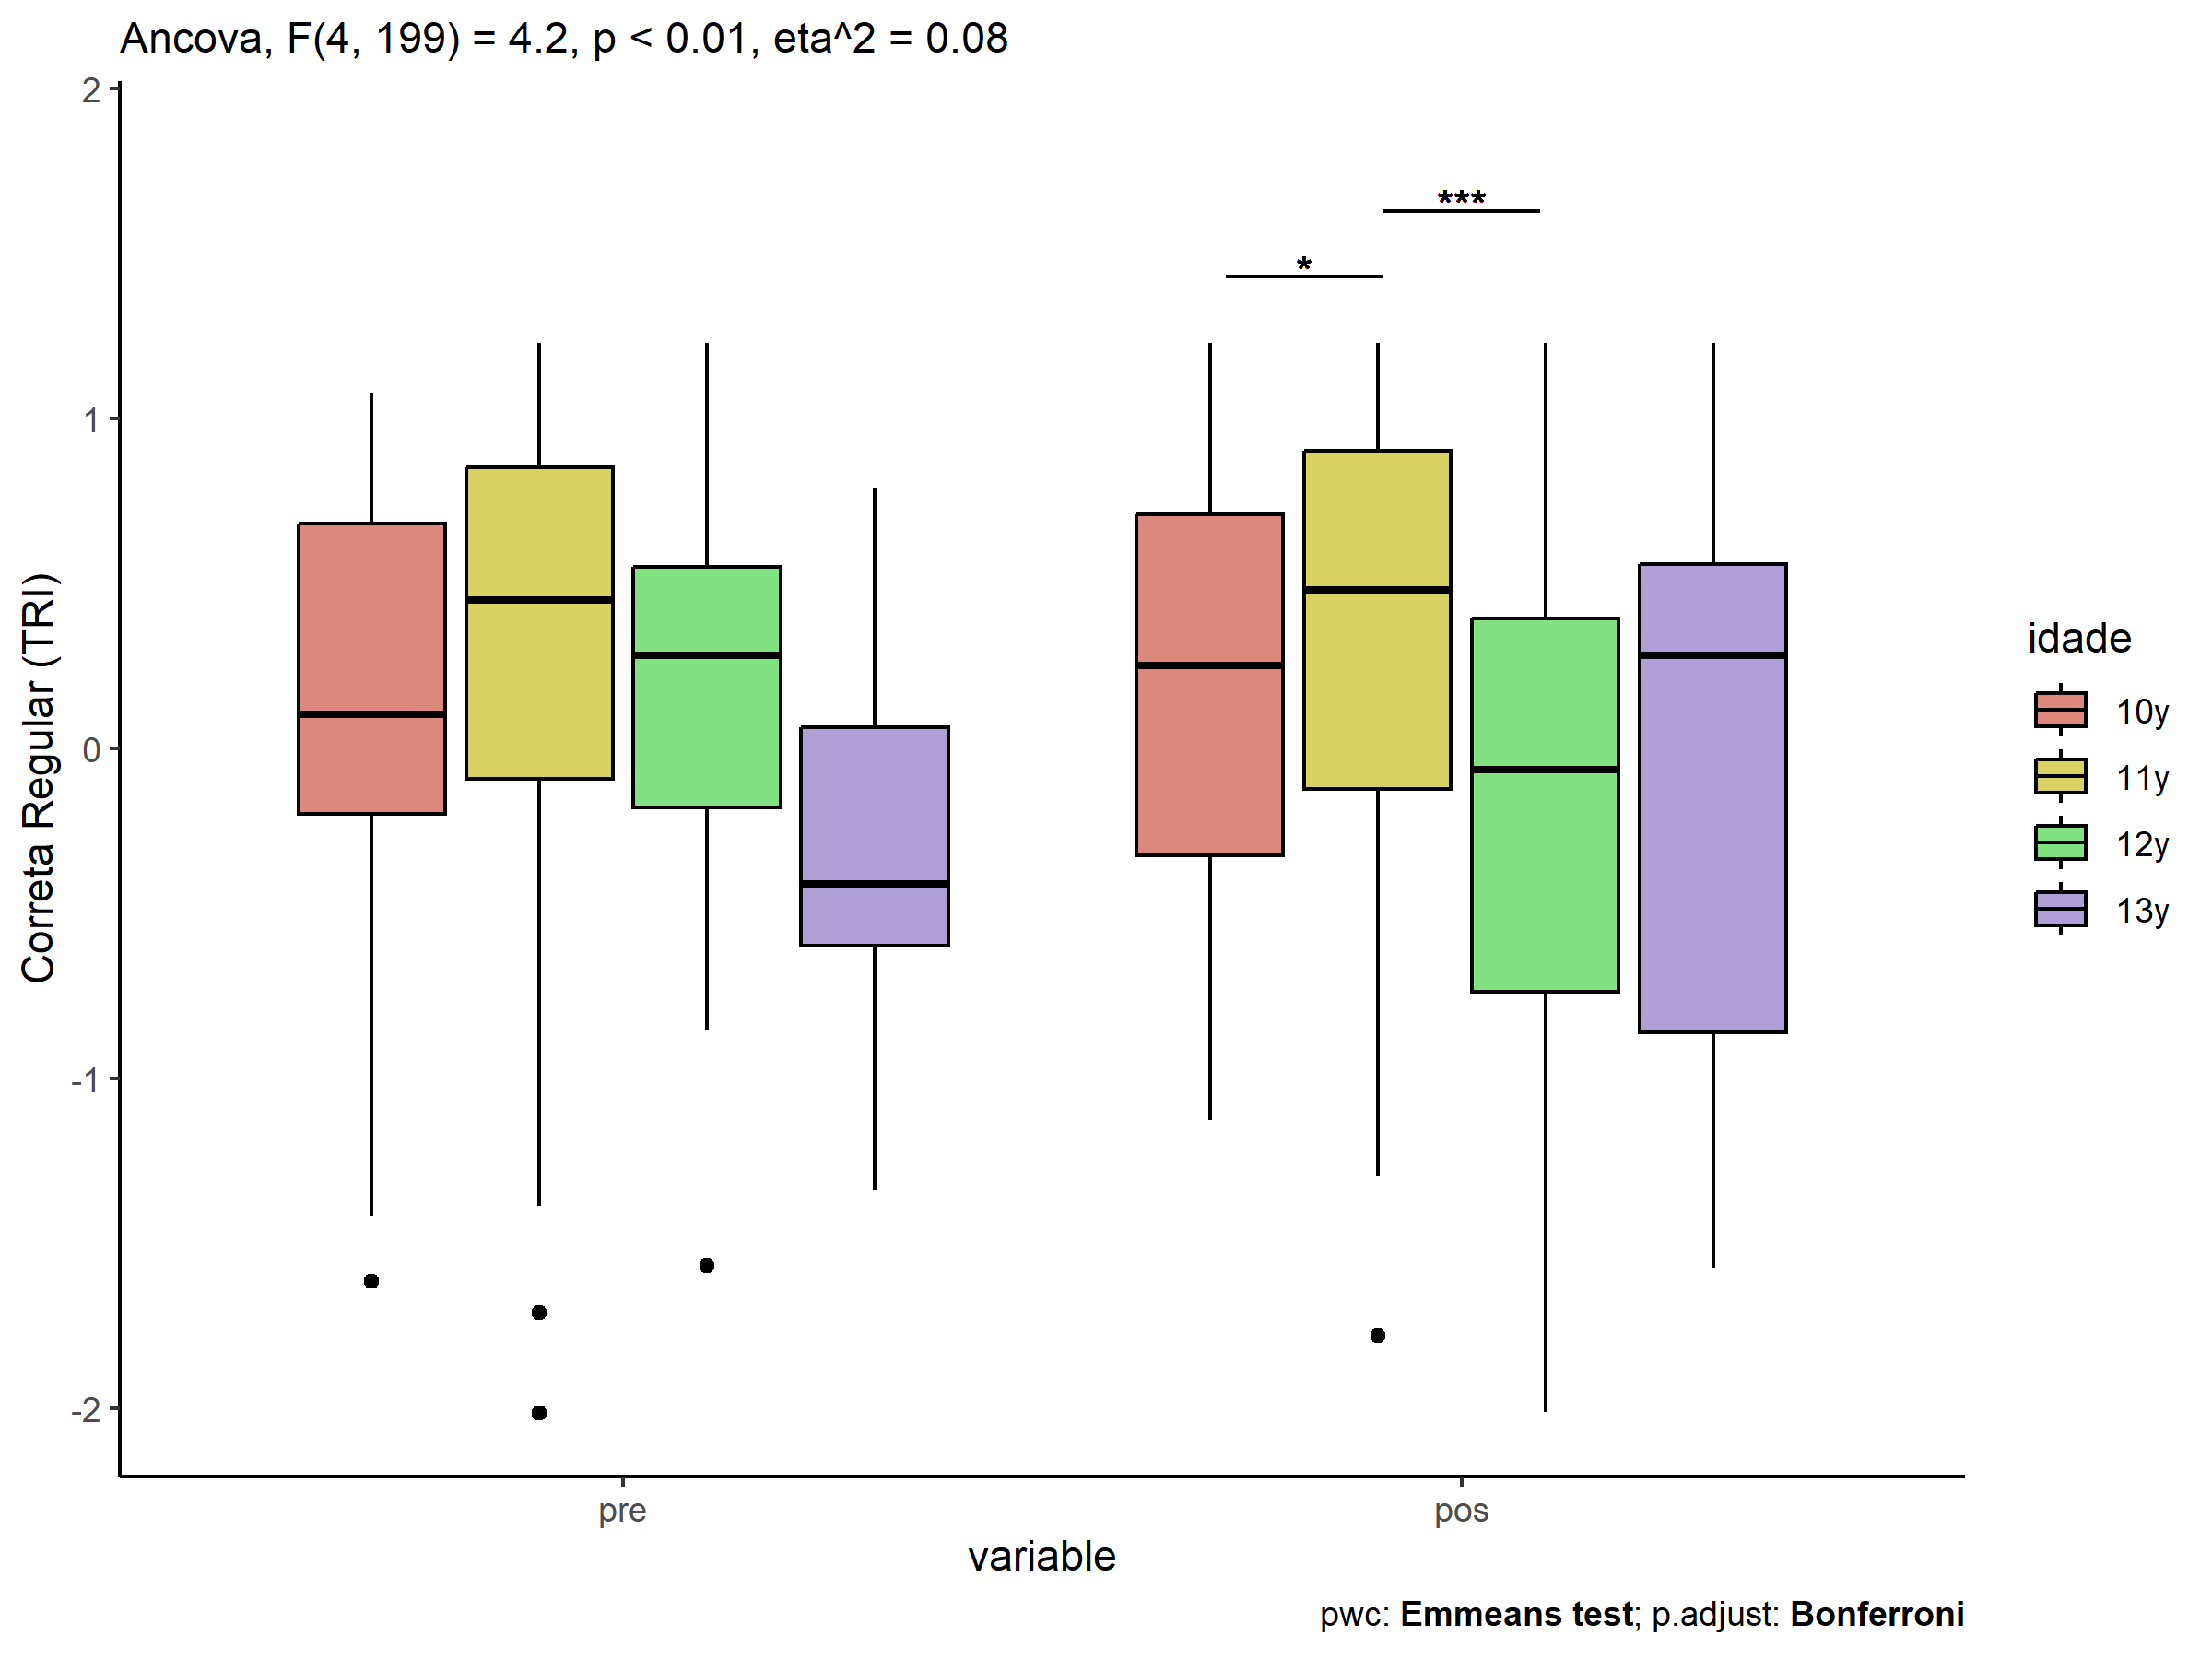 Ancova, F(4, 199) = 4.2, p < 0.01, eta^2 = 0.08
Correta Regular (TRI)
2
1
0
-1
-2
*
***
pre
pos
variable
idade
10y
11y
12y
13y
pwc: Emmeans test; p.adjust: Bonferroni